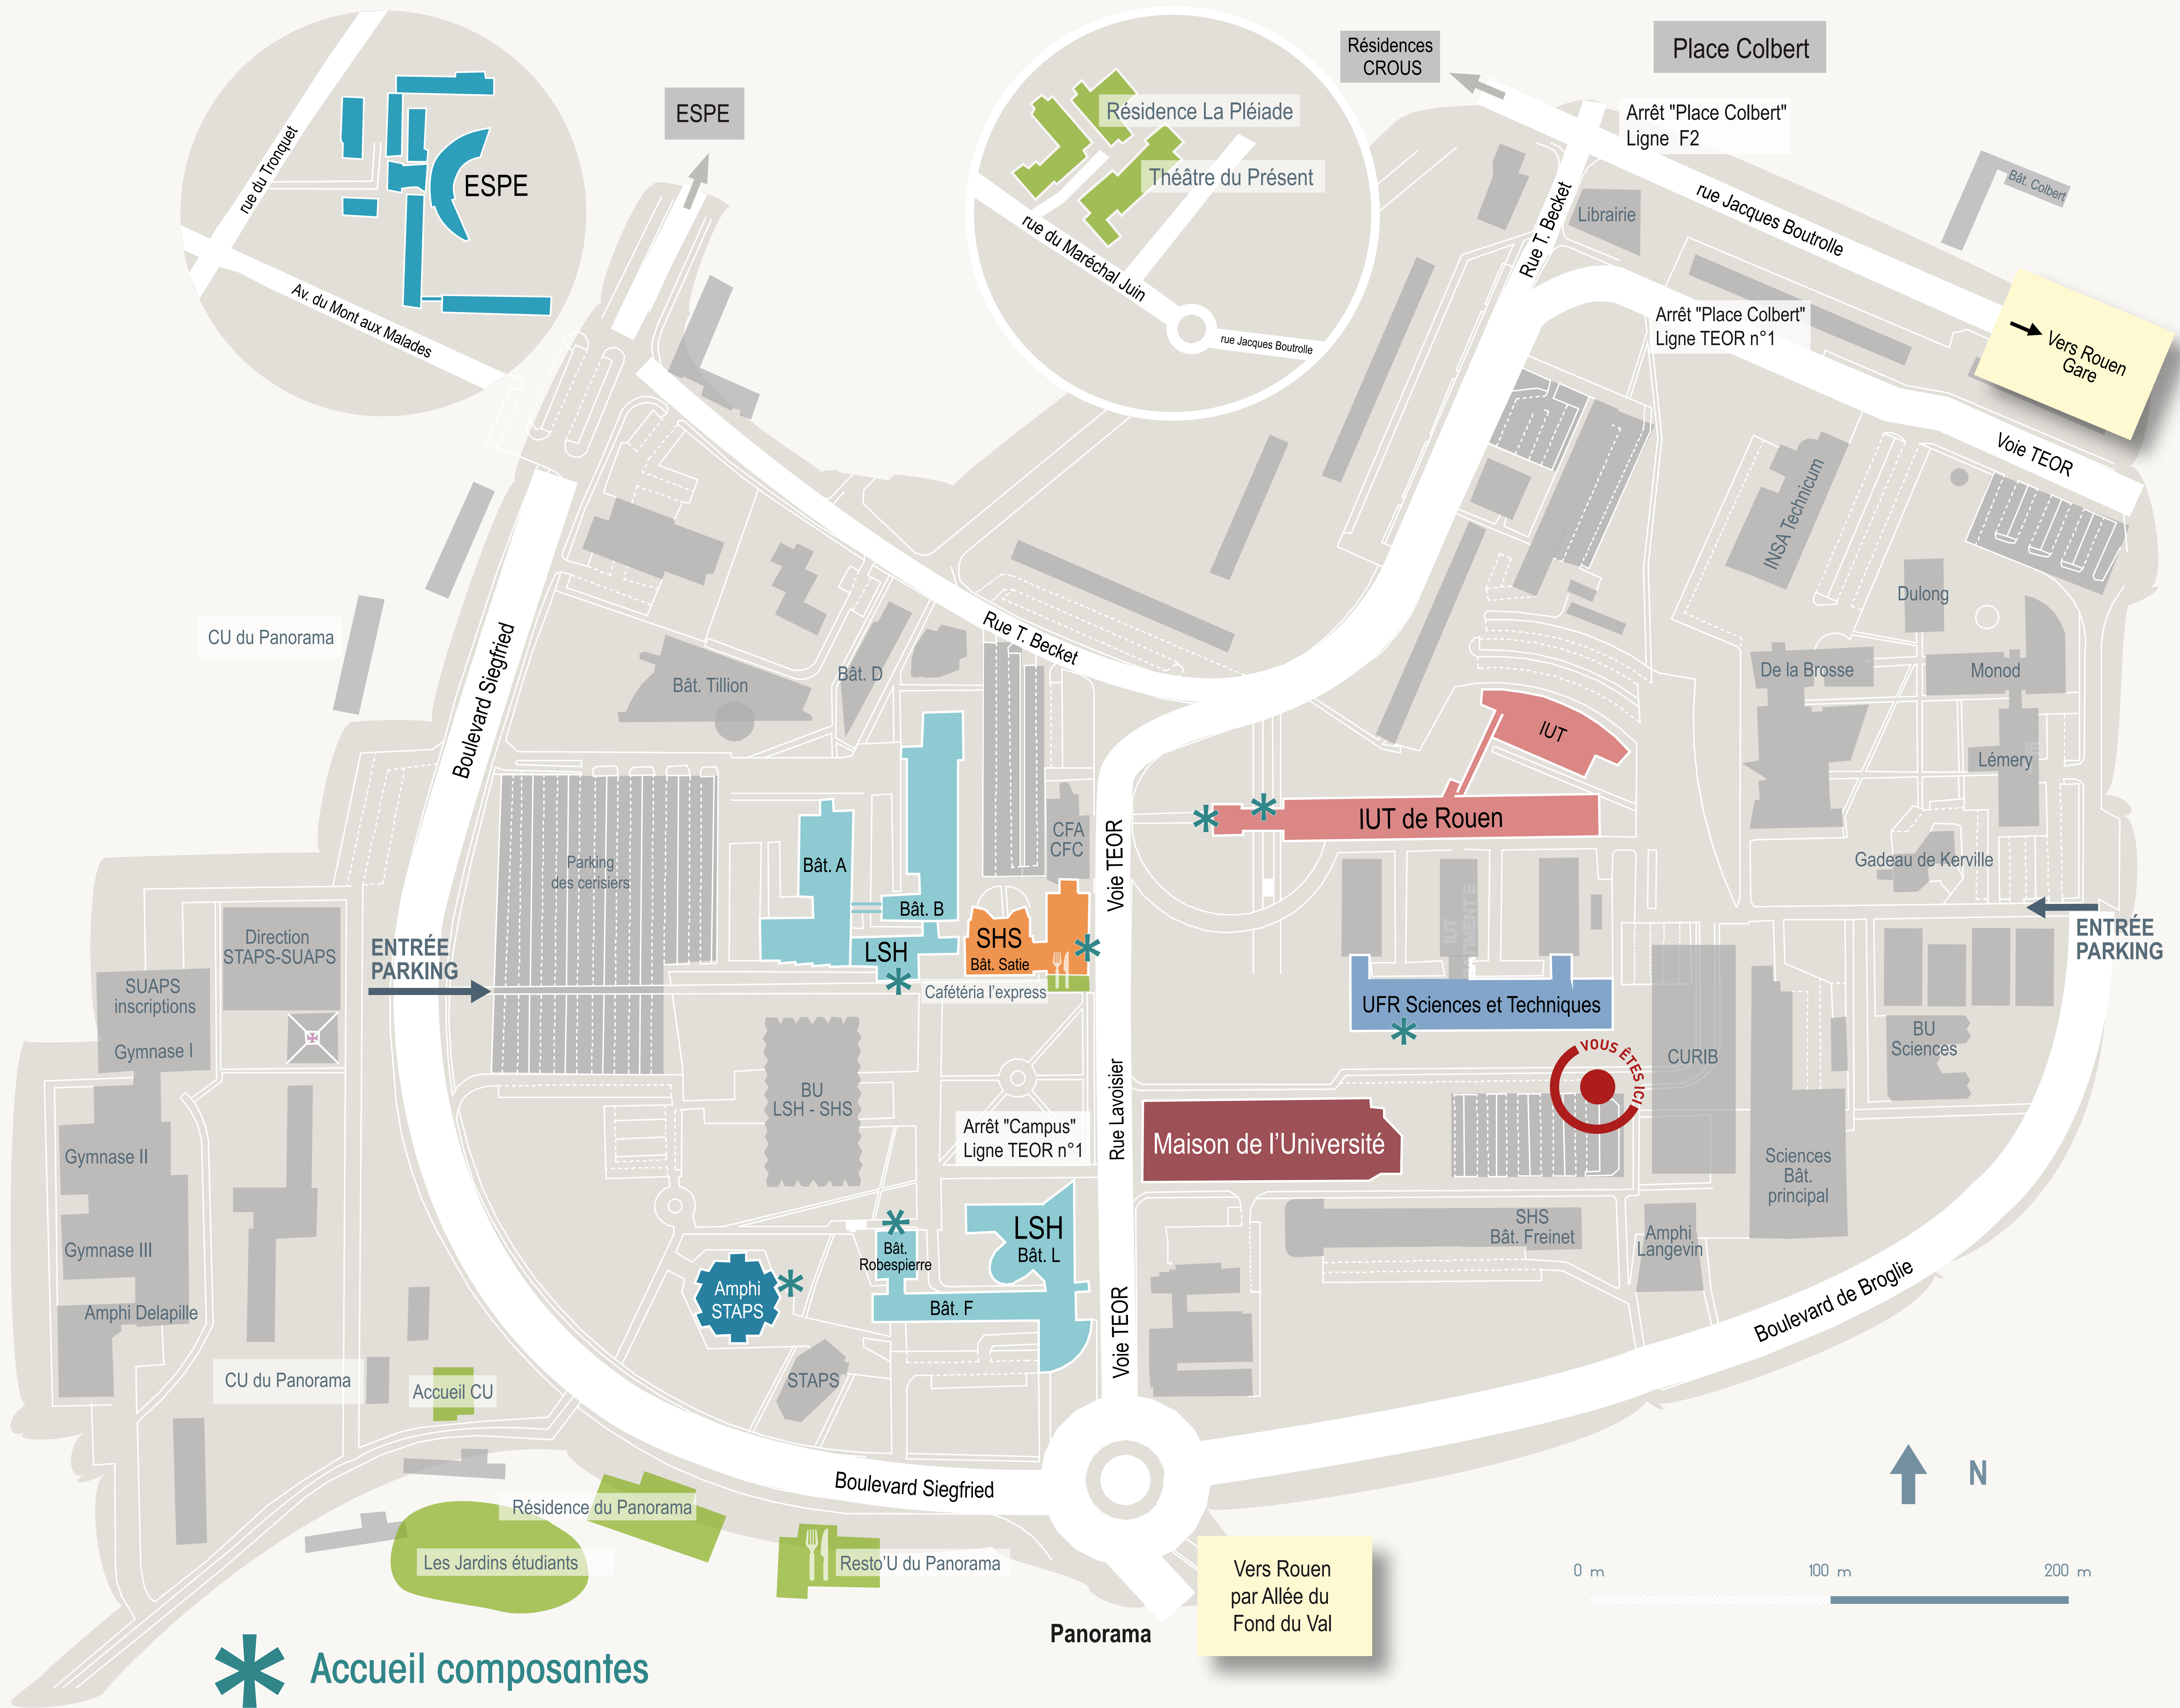 Résidences
CROUS
Place Colbert
ESPE
Arrêt "Place Colbert"
Ligne F2
Résidence La Pléiade
Théâtre du Présent
rue du Tronquet
ESPE
Av. du Mont aux Malades
rue du Maréchal Juin
rue Jacques Boutrolle
Rue T. Becket
Librairie
rue Jacques Boutrolle
Bât. Colbert
Arrêt "Place Colbert"
Ligne TEOR n°1
Vers Rouen
Gare
Voie TEOR
INSA Technicum
Dulong
CU du Panorama
Boulevard Siegfried
Rue T. Becket
Bât. Tillion
Bât. D
De la Brosse
Monod
IUT
Lémery
IUT de Rouen
CFA
CFC
Voie TEOR
Parking
des cerisiers
Bât. A
Bât. B
Gadeau de Kerville
Direction
STAPS-SUAPS
ENTRÉE
PARKING
LSH
SHS
Bât. Satie
Cafétéria l'express
IUT
ENTRÉE
PARKING
SUAPS
inscriptions
Gymnase I
UFR Sciences et Techniques
VOUS ÊTES ICI
CURIB
BU
Sciences
BU
LSH - SHS
Arrêt "Campus"
Ligne TEOR n°1
Rue Lavoisier
Maison de l'Université
Gymnase II
Sciences
Bât.
principal
Gymnase III
Bât.
Robespierre
LSH
Bât. L
SHS
Bât. Freinet
Amphi
Langevin
Amphi Delapille
Amphi
STAPS
Bât. F
Voie TEOR
Boulevard de Broglie
CU du Panorama
Accueil CU
STAPS
Boulevard Siegfried
N
Résidence du Panorama
Les Jardins étudiants
Resto'U du Panorama
Vers Rouen
par Allée du
Fond du Val
0 m 100 m 200 m
Panorama
Accueil composantes